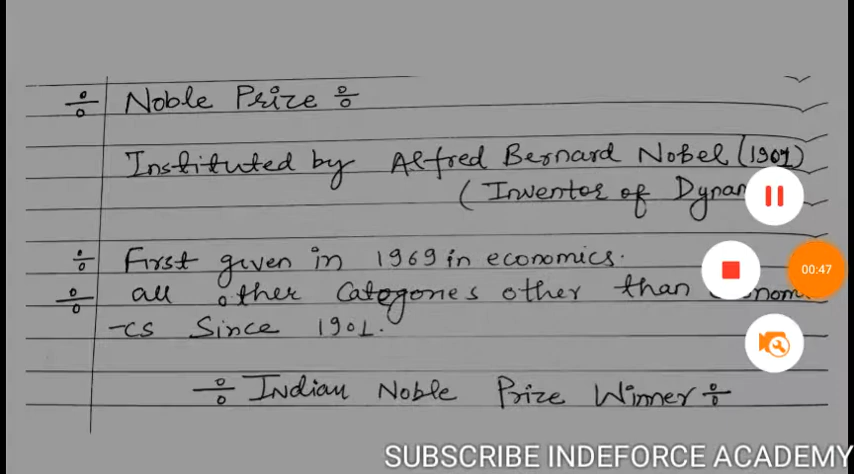 ÷ Noble Prize ÷
Instituted by Alfred Bernard Nobel (1901)
(Inventor of
÷ First given in 1969 in economics.
÷ all other Categories other than
-cs Since 1901.
÷ Indian Noble Prize Winner ÷
00:47
SUBSCRIBE INDEFORCE ACADEMY